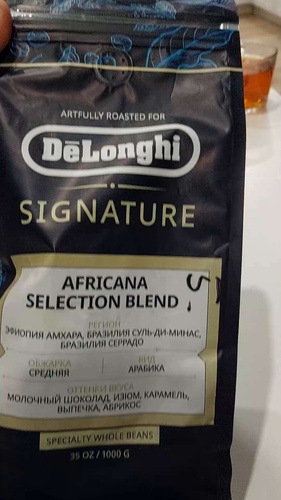 ARTFULLY ROASTED FOR
DēLonghi
SIGNATURE
AFRICANA
SELECTION BLEND
РЕГИОН
ЭФИОПИЯ АМХАРА, БРАЗИЛИЯ СУЛЬ-ДИ-МИНАС,
БРАЗИЛИЯ СЕРРАДО
ОБЖАРКА ВИД
СРЕДНЯЯ АРАБИКА
ОТТЕНКИ ВКУСА
МОЛОЧНЫЙ ШОКОЛАД, ИЗЮМ, КАРАМЕЛЬ,
ВЫПЕЧКА, АБРИКОС
SPECIALTY WHOLE BEANS
35 OZ / 1000 G